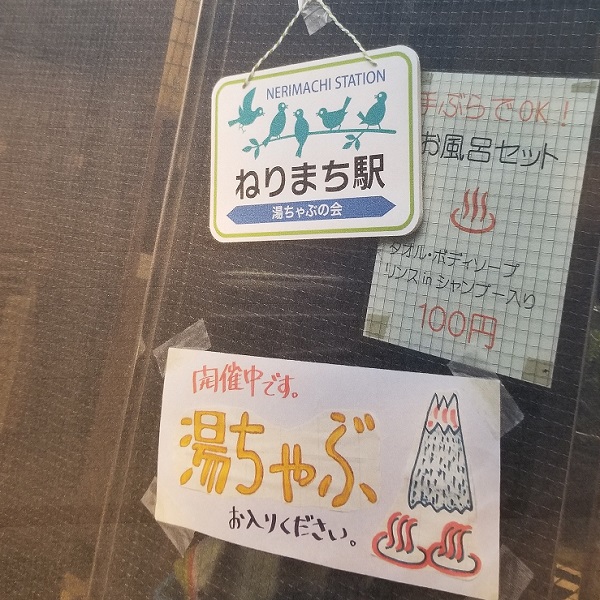 NERIMACHI STATION
ねりまち駅
湯ちゃぶの会
手ぶらでOK！
お風呂セット
タオル・ボディソープ
リンスinシャンプー入り
100円
開催中です。
湯ちゃぶ
お入りください。